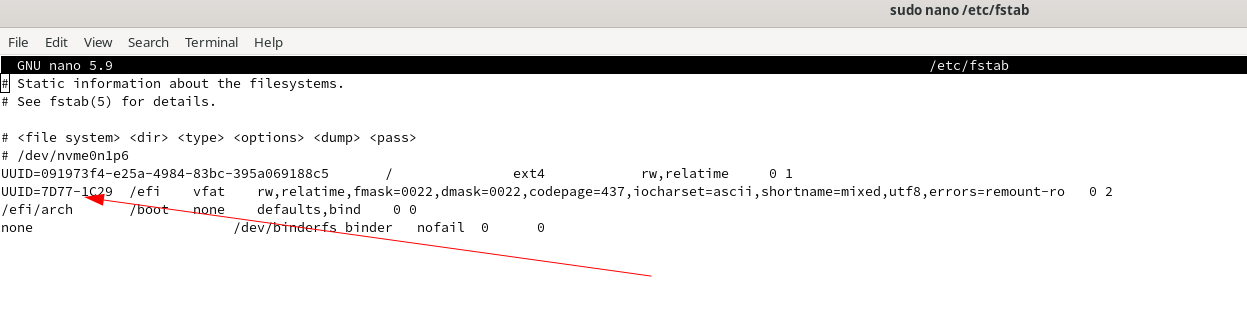 sudo nano /etc/fstab
File Edit View Search Terminal Help
GNU nano 5.9 /etc/fstab
# Static information about the filesystems.
# See fstab(5) for details.
# <file system> <dir> <type> <options> <dump> <pass>
# /dev/nvme0n1p6
UUID=091973f4-e25a-4984-83bc-395a069188c5 / ext4 rw,relatime 0 1
UUID=7D77-1C29 /efi vfat rw,relatime,fmask=0022,dmask=0022,codepage=437,iocharset=ascii,shortname=mixed,utf8,errors=remount-ro 0 2
/efi/arch /boot none defaults,bind 0 0
none /dev/binderfs binder nofail 0 0